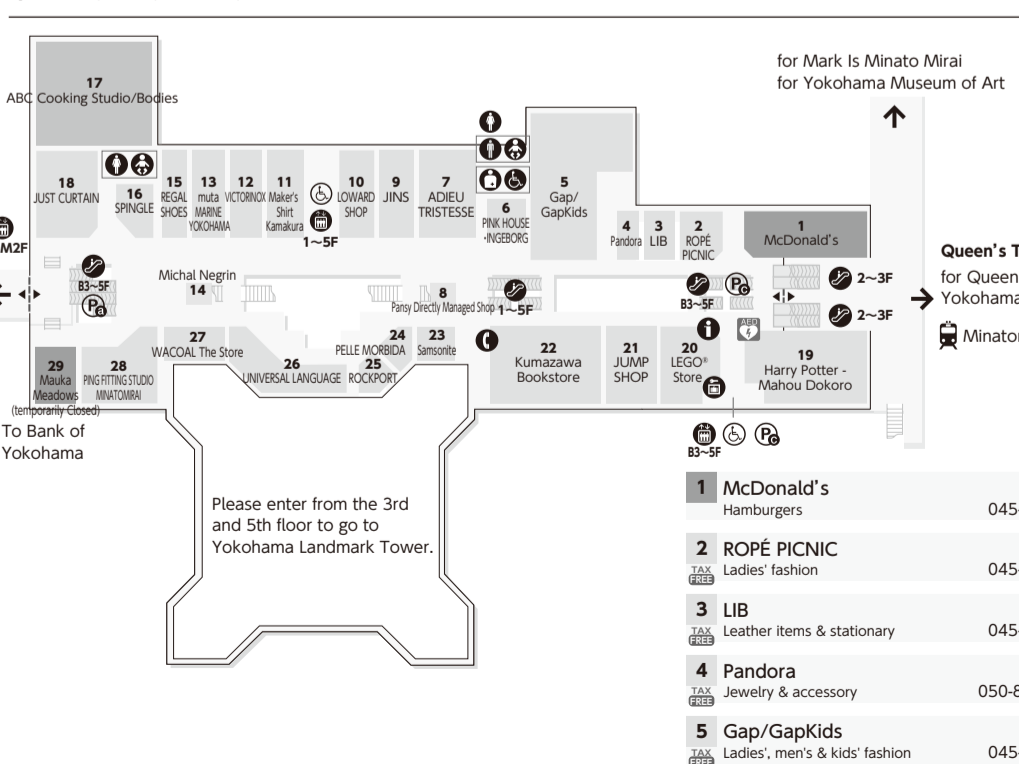 for Mark Is Minato Mirai
for Yokohama Museum of Art
17
ABC Cooking Studio/Bodies
18
JUST CURTAIN
16
SPINGLE
15
REGAL
SHOES
13
muta
MARINE
YOKOHAMA
12
VICTORINOX
11
Maker's
Shirt
Kamakura
1～5F
10
LOWARD
SHOP
9
JINS
7
ADIEU
TRISTESSE
6
PINK HOUSE
・INGEBORG
5
Gap/
GapKids
4
Pandora
3
LIB
2
ROPÉ
PICNIC
1
McDonald's
M2F
B3～5F
Pa
Michal Negrin
14
8
Pansy Directly Managed Shop
1～5F
B3～5F
Pc
2～3F
2～3F
Queen's T
for Queen
Yokohama
Minato
AED
27
WACOAL The Store
26
UNIVERSAL LANGUAGE
24
PELLE MORBIDA
25
ROCKPORT
23
Samsonite
22
Kumazawa
Bookstore
21
JUMP
SHOP
20
LEGO®
Store
19
Harry Potter -
Mahou Dokoro
29
Mauka
Meadows
(temporarily Closed)
28
PING FITTING STUDIO
MINATOMIRAI
To Bank of
Yokohama
B3～5F
Pc
Please enter from the 3rd
and 5th floor to go to
Yokohama Landmark Tower.
1 McDonald's
Hamburgers 045-
2 ROPÉ PICNIC
TAX FREE Ladies' fashion 045-
3 LIB
TAX FREE Leather items & stationary 045-
4 Pandora
TAX FREE Jewelry & accessory 050-8
5 Gap/GapKids
TAX FREE Ladies', men's & kids' fashion 045-